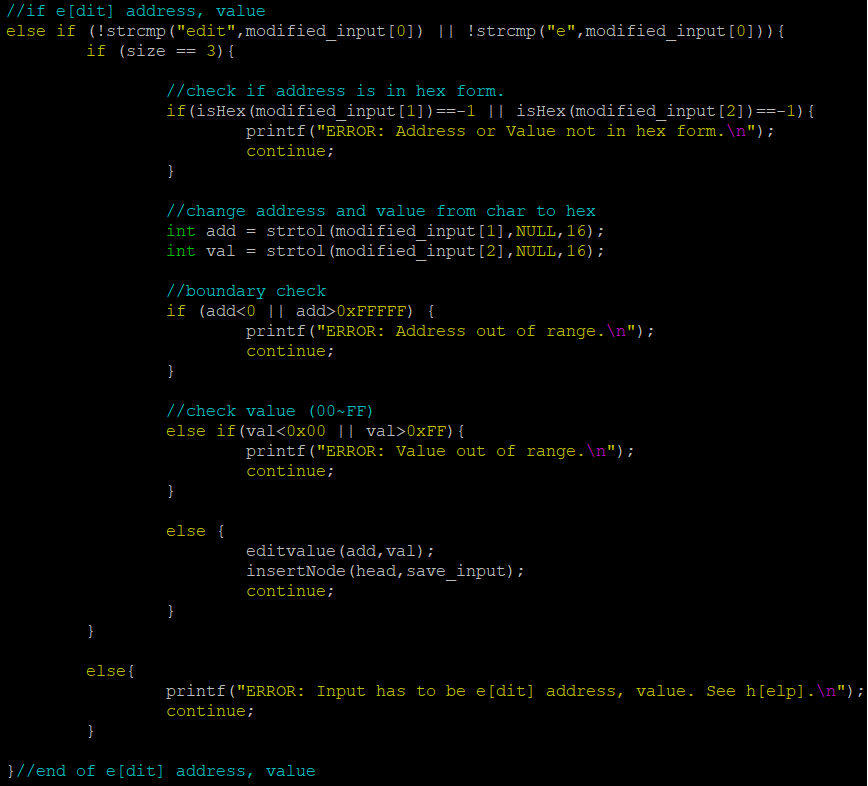 //if e[dit] address, value
else if (!strcmp("edit",modified_input[0]) || !strcmp("e",modified_input[0])){
        if (size == 3){

                //check if address is in hex form.
                if(isHex(modified_input[1])==-1 || isHex(modified_input[2])==-1){
                        printf("ERROR: Address or Value not in hex form.\n");
                        continue;
                }

                //change address and value from char to hex
                int add = strtol(modified_input[1],NULL,16);
                int val = strtol(modified_input[2],NULL,16);

                //boundary check
                if (add<0 || add>0xFFFFF) {
                        printf("ERROR: Address out of range.\n");
                        continue;
                }

                //check value (00~FF)
                else if(val<0x00 || val>0xFF){
                        printf("ERROR: Value out of range.\n");
                        continue;
                }

                else {
                        editvalue(add,val);
                        insertNode(head,save_input);
                        continue;
                }
        }

        else{
                printf("ERROR: Input has to be e[dit] address, value. See h[elp].\n");
                continue;
        }

}//end of e[dit] address, value